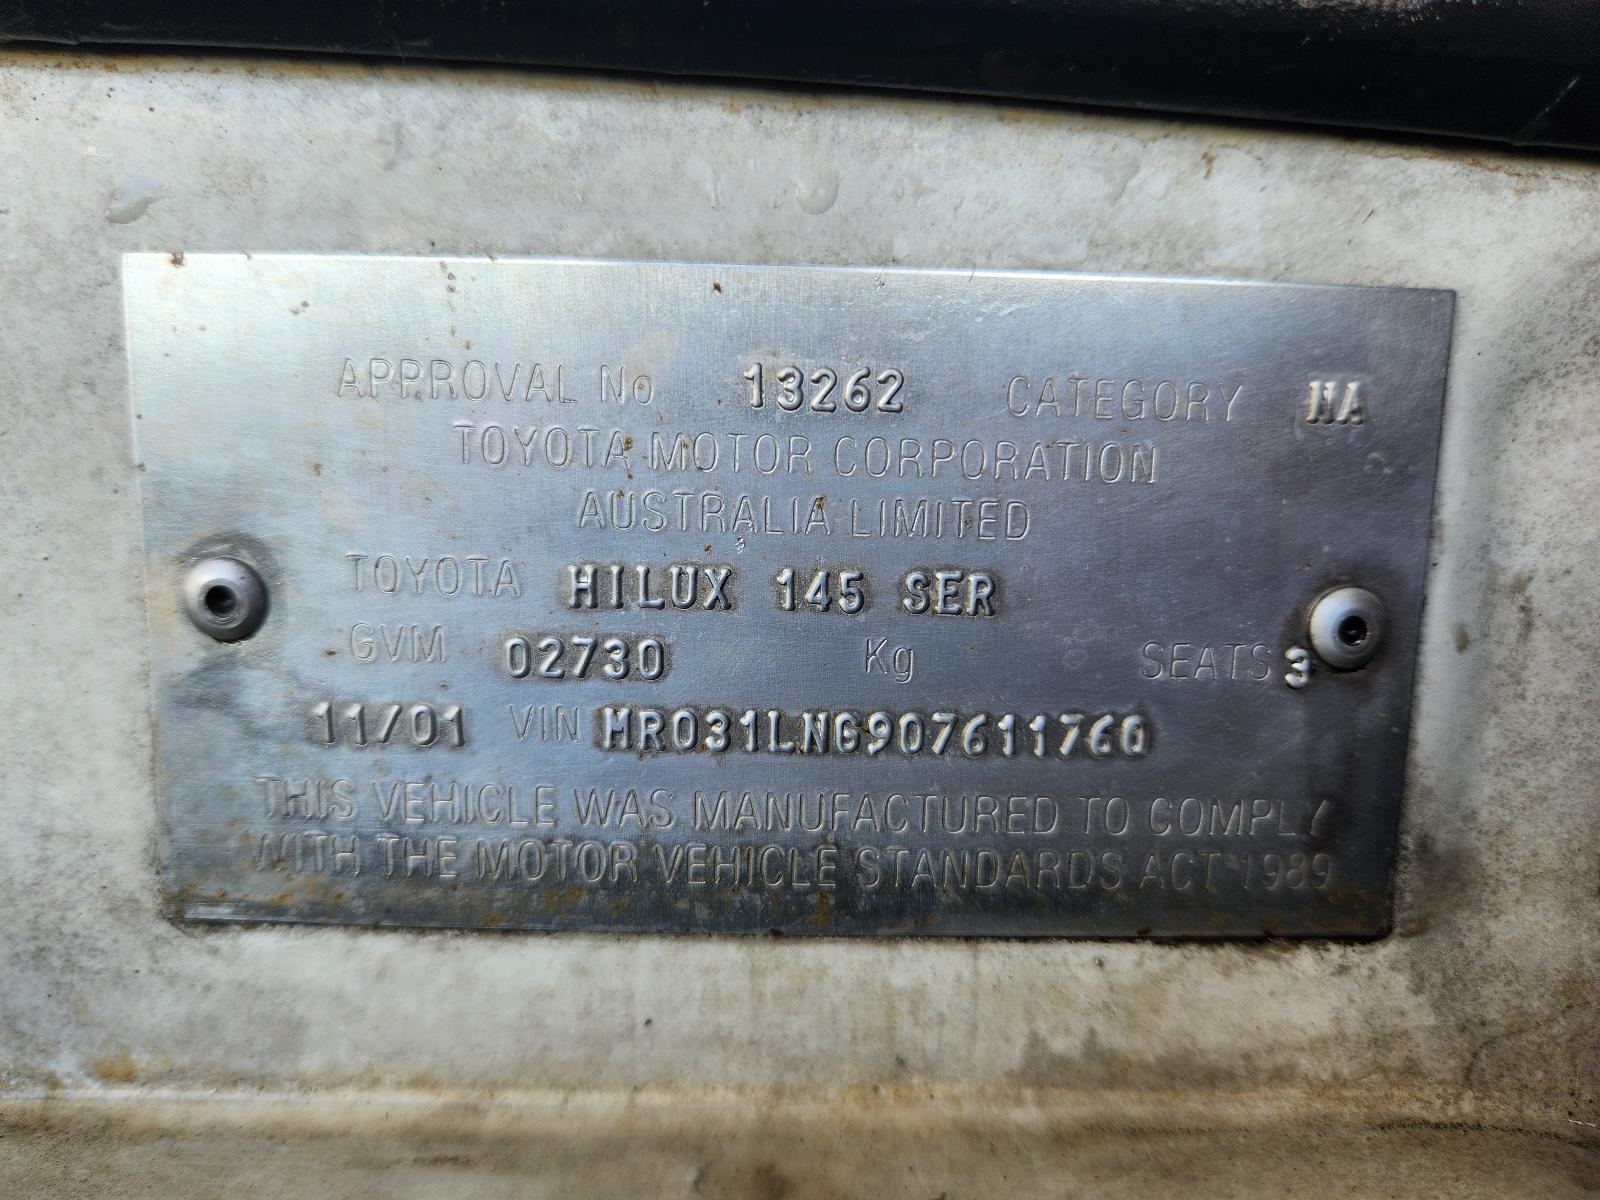 APPROVAL No 13262 CATEGORY NA
TOYOTA MOTOR CORPORATION
AUSTRALIA LIMITED
TOYOTA HILUX 145 SER
GVM 02730 Kg SEATS 3
11/01 VIN MR031LNG907611760
THIS VEHICLE WAS MANUFACTURED TO COMPLY
WITH THE MOTOR VEHICLE STANDARDS ACT 1989